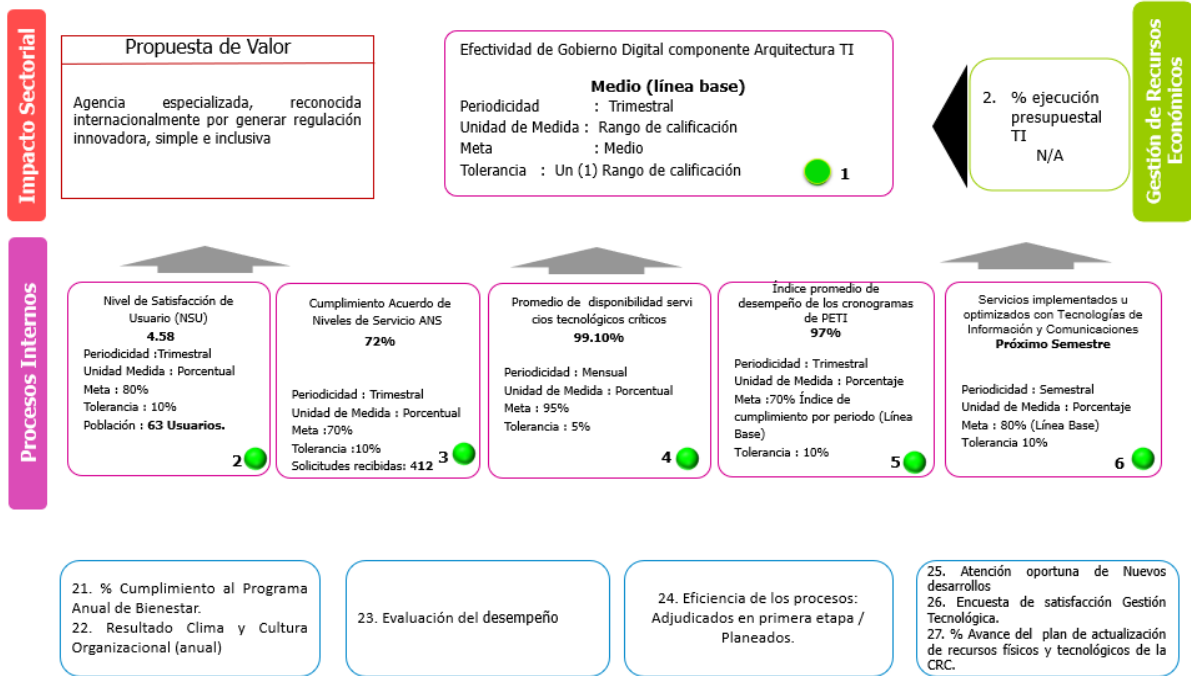 Impacto Sectorial
Propuesta de Valor
Agencia especializada, reconocida
internacionalmente por generar regulación
innovadora, simple e inclusiva
Efectividad de Gobierno Digital componente Arquitectura TI
Medio (línea base)
Periodicidad : Trimestral
Unidad de Medida : Rango de calificación
Meta : Medio
Tolerancia : Un (1) Rango de calificación
1
2. % ejecución
presupuestal
TI
N/A
Gestión de Recursos
Económicos
Procesos Internos
Nivel de Satisfacción de
Usuario (NSU)
4.58
Periodicidad :Trimestral
Unidad Medida : Porcentual
Meta : 80%
Tolerancia : 10%
Población : 63 Usuarios.
2
Cumplimiento Acuerdo de
Niveles de Servicio ANS
72%
Periodicidad : Trimestral
Unidad de Medida : Porcentual
Meta :70%
Tolerancia :10%
Solicitudes recibidas: 412
3
Promedio de disponibilidad servi
cios tecnológicos críticos
99.10%
Periodicidad : Mensual
Unidad de Medida : Porcentual
Meta : 95%
Tolerancia : 5%
4
Índice promedio de
desempeño de los cronogramas
de PETI
97%
Periodicidad : Trimestral
Unidad de Medida : Porcentaje
Meta :70% Índice de
cumplimiento por periodo (Línea
Base)
Tolerancia : 10%
5
Servicios implementados u
optimizados con Tecnologías de
Información y Comunicaciones
Próximo Semestre
Periodicidad : Semestral
Unidad de Medida : Porcentaje
Meta : 80% (Línea Base)
Tolerancia 10%
6
21. % Cumplimiento al Programa
Anual de Bienestar.
22. Resultado Clima y Cultura
Organizacional (anual)
23. Evaluación del desempeño
24. Eficiencia de los procesos:
Adjudicados en primera etapa /
Planeados.
25. Atención oportuna de Nuevos
desarrollos
26. Encuesta de satisfacción Gestión
Tecnológica.
27. % Avance del plan de actualización
de recursos físicos y tecnológicos de la
CRC.